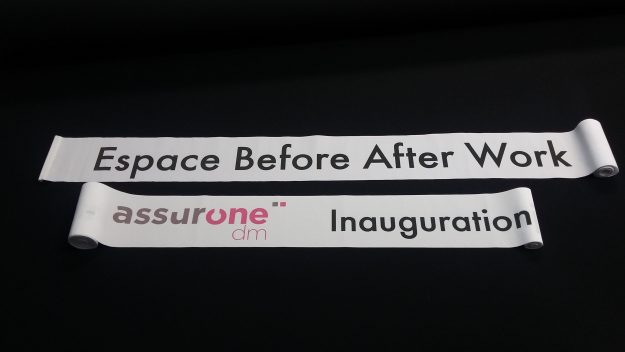 Espace Before After Work
assurone Inauguration
dm